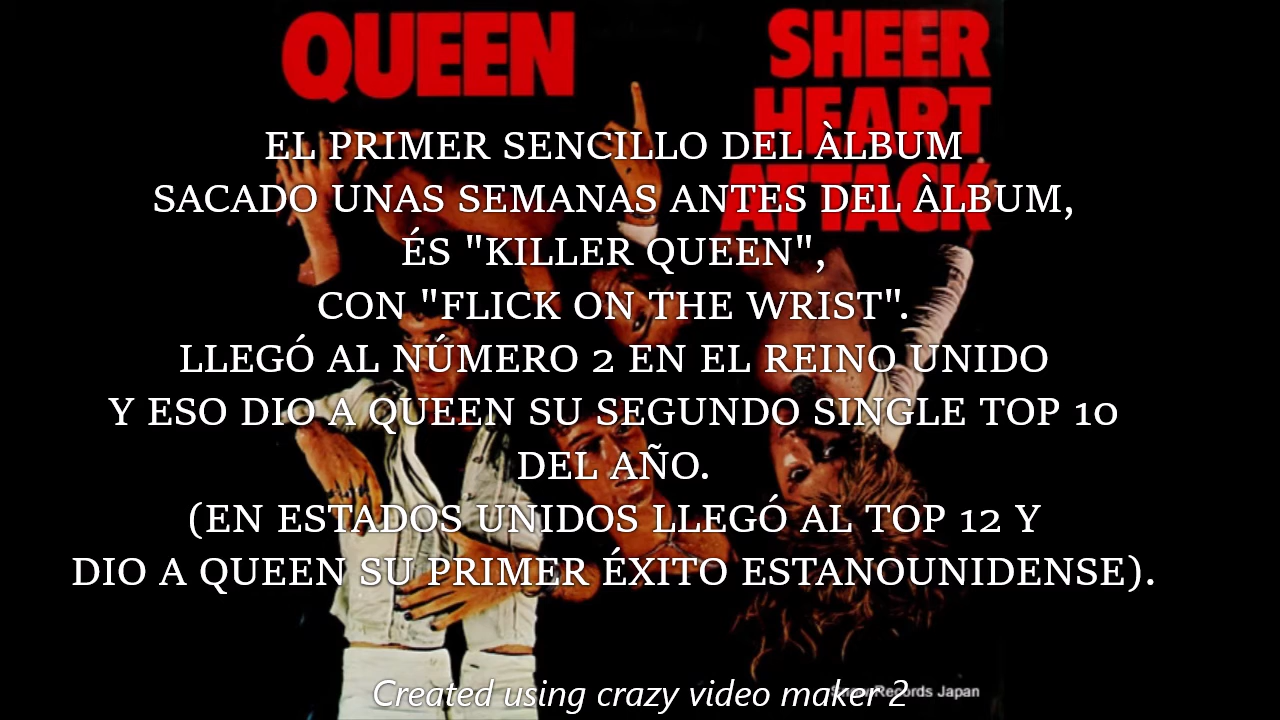 QUEEN
SHEER
HEART
ATTACK
EL PRIMER SENCILLO DEL ÀLBUM
SACADO UNAS SEMANAS ANTES DEL ÀLBUM,
ÉS "KILLER QUEEN",
CON "FLICK ON THE WRIST".
LLEGÓ AL NÚMERO 2 EN EL REINO UNIDO
Y ESO DIO A QUEEN SU SEGUNDO SINGLE TOP 10
DEL AÑO.
(EN ESTADOS UNIDOS LLEGÓ AL TOP 12 Y
DIO A QUEEN SU PRIMER ÉXITO ESTANOUNIDENSE).
Created using crazy video maker 2
Records Japan